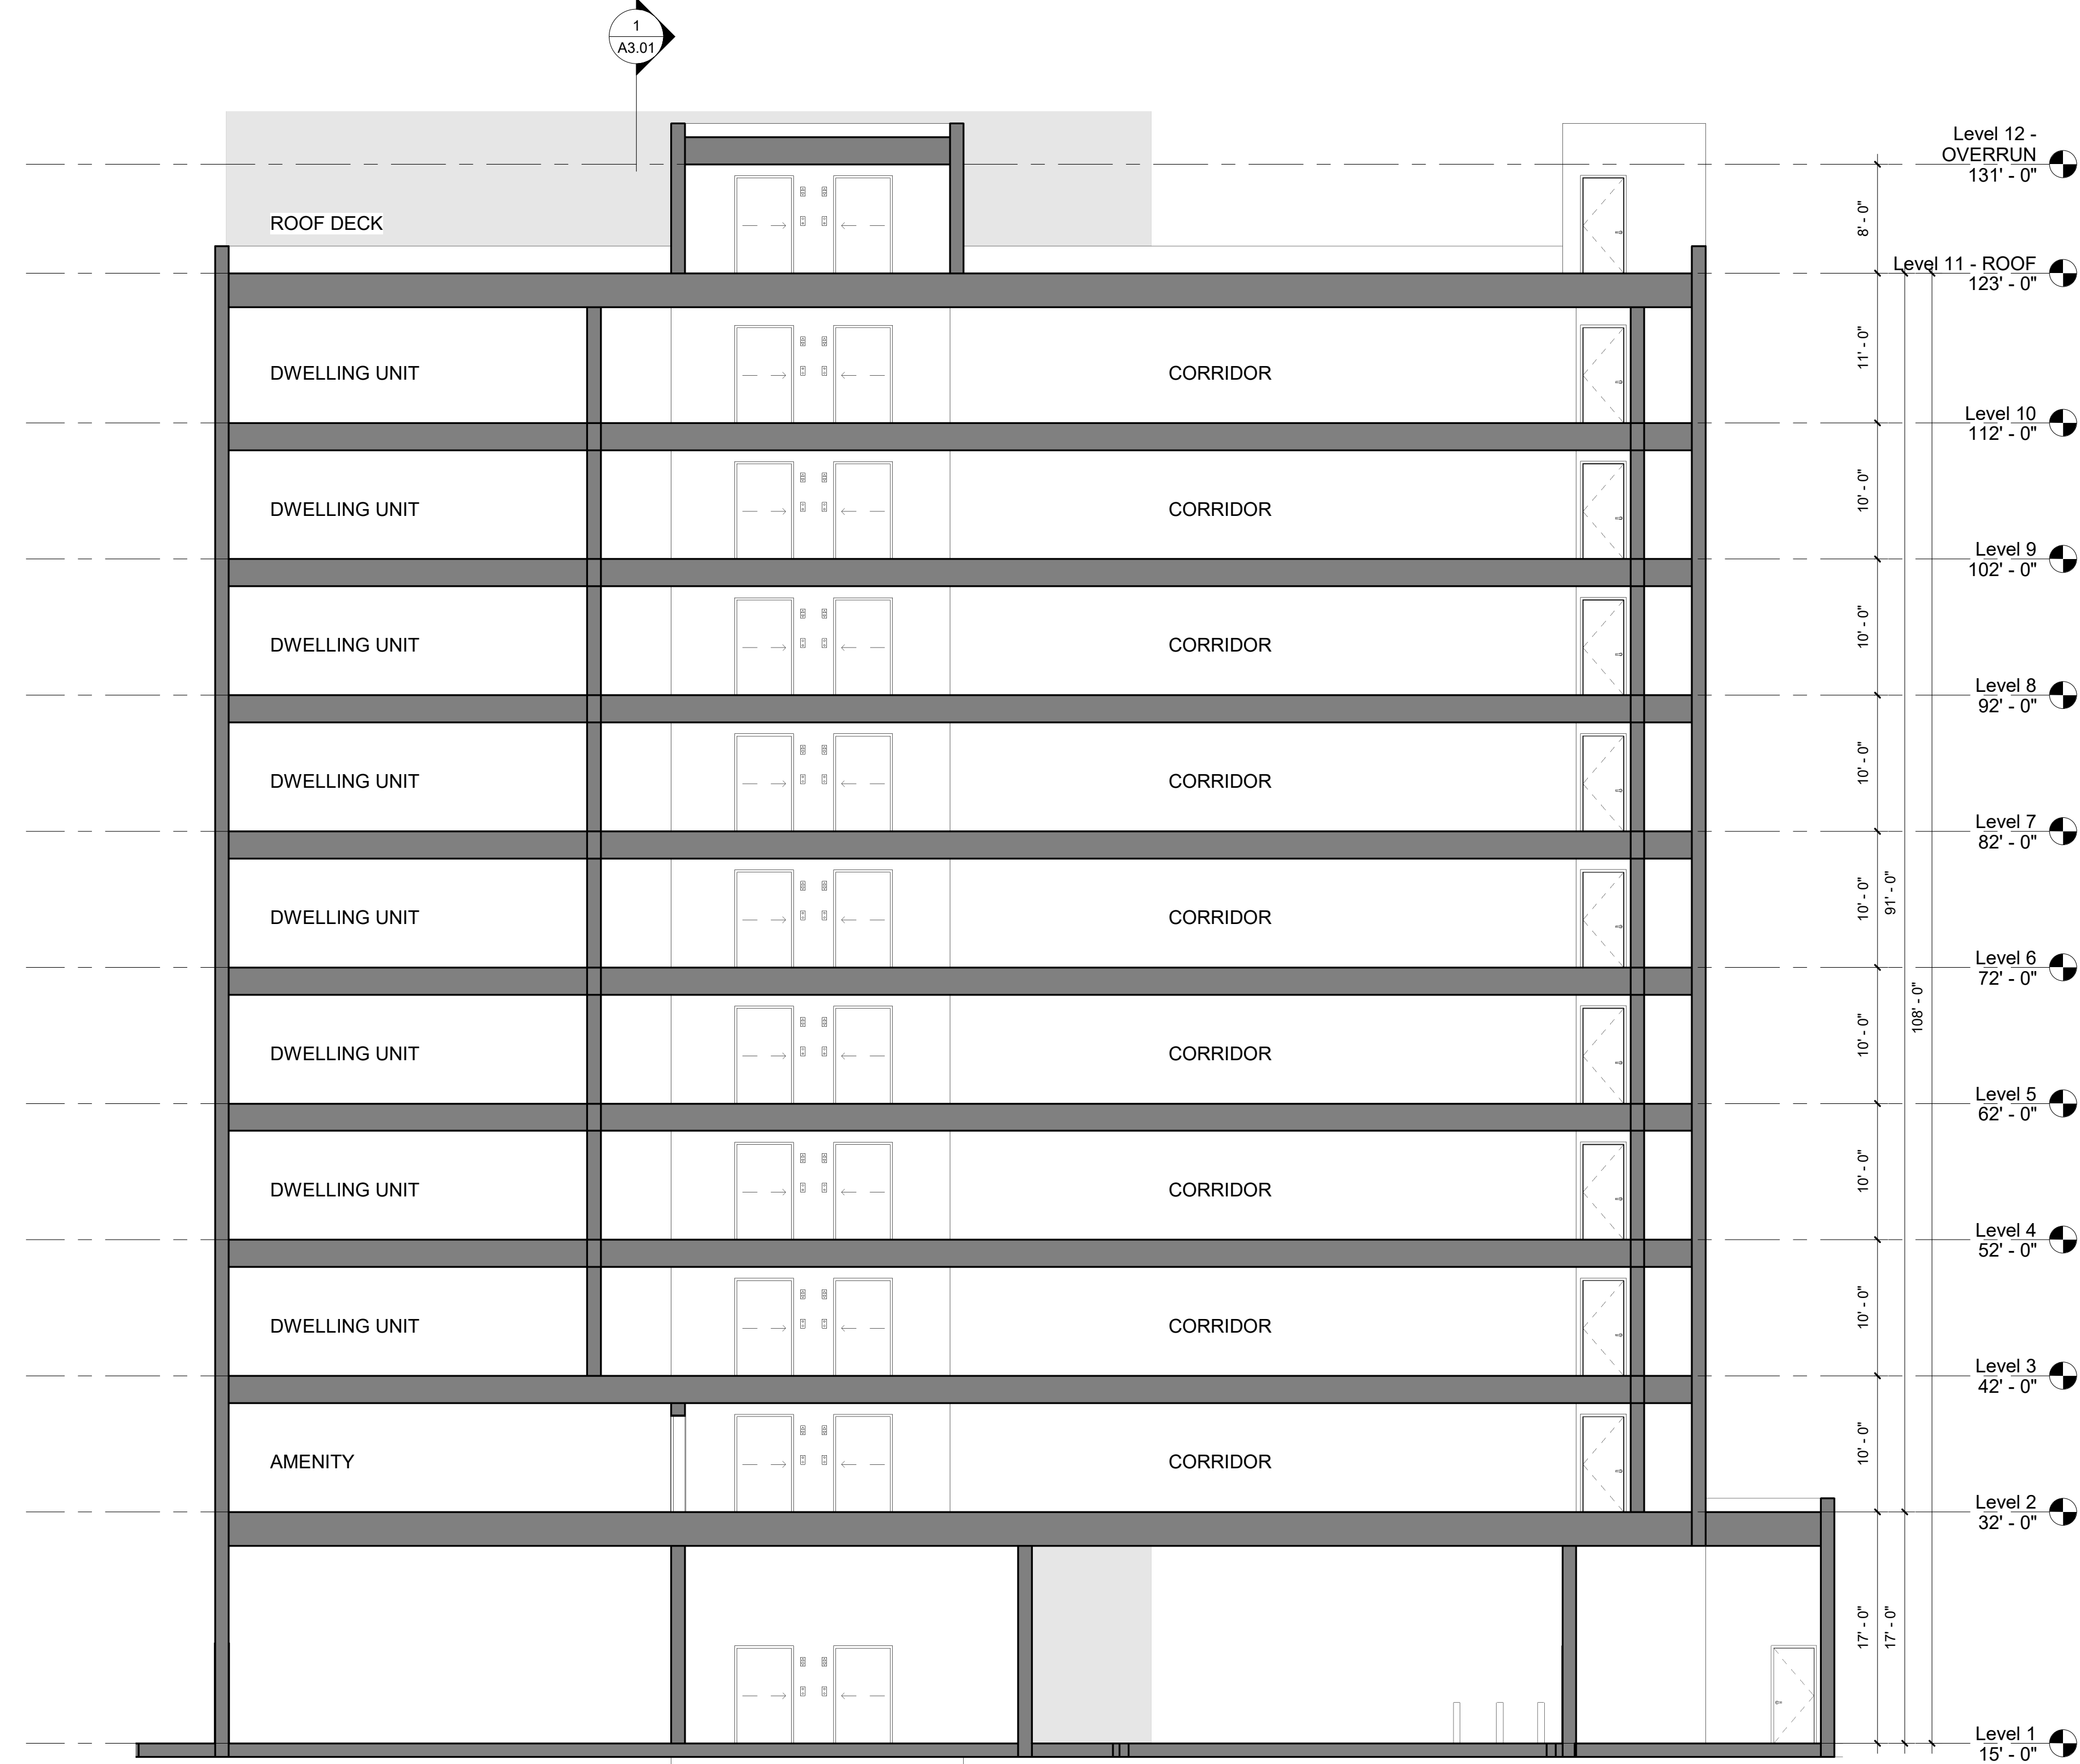 1
A3.01
Level 12 -
OVERRUN
131' - 0"
ROOF DECK
8' - 0"
Level 11 - ROOF
123' - 0"
DWELLING UNIT
CORRIDOR
11' - 0"
Level 10
112' - 0"
DWELLING UNIT
CORRIDOR
10' - 0"
Level 9
102' - 0"
DWELLING UNIT
CORRIDOR
10' - 0"
Level 8
92' - 0"
DWELLING UNIT
CORRIDOR
10' - 0"
Level 7
82' - 0"
DWELLING UNIT
CORRIDOR
10' - 0"
91' - 0"
Level 6
72' - 0"
108' - 0"
DWELLING UNIT
CORRIDOR
10' - 0"
Level 5
62' - 0"
DWELLING UNIT
CORRIDOR
10' - 0"
Level 4
52' - 0"
DWELLING UNIT
CORRIDOR
10' - 0"
Level 3
42' - 0"
AMENITY
CORRIDOR
10' - 0"
Level 2
32' - 0"
17' - 0"
17' - 0"
Level 1
15' - 0"